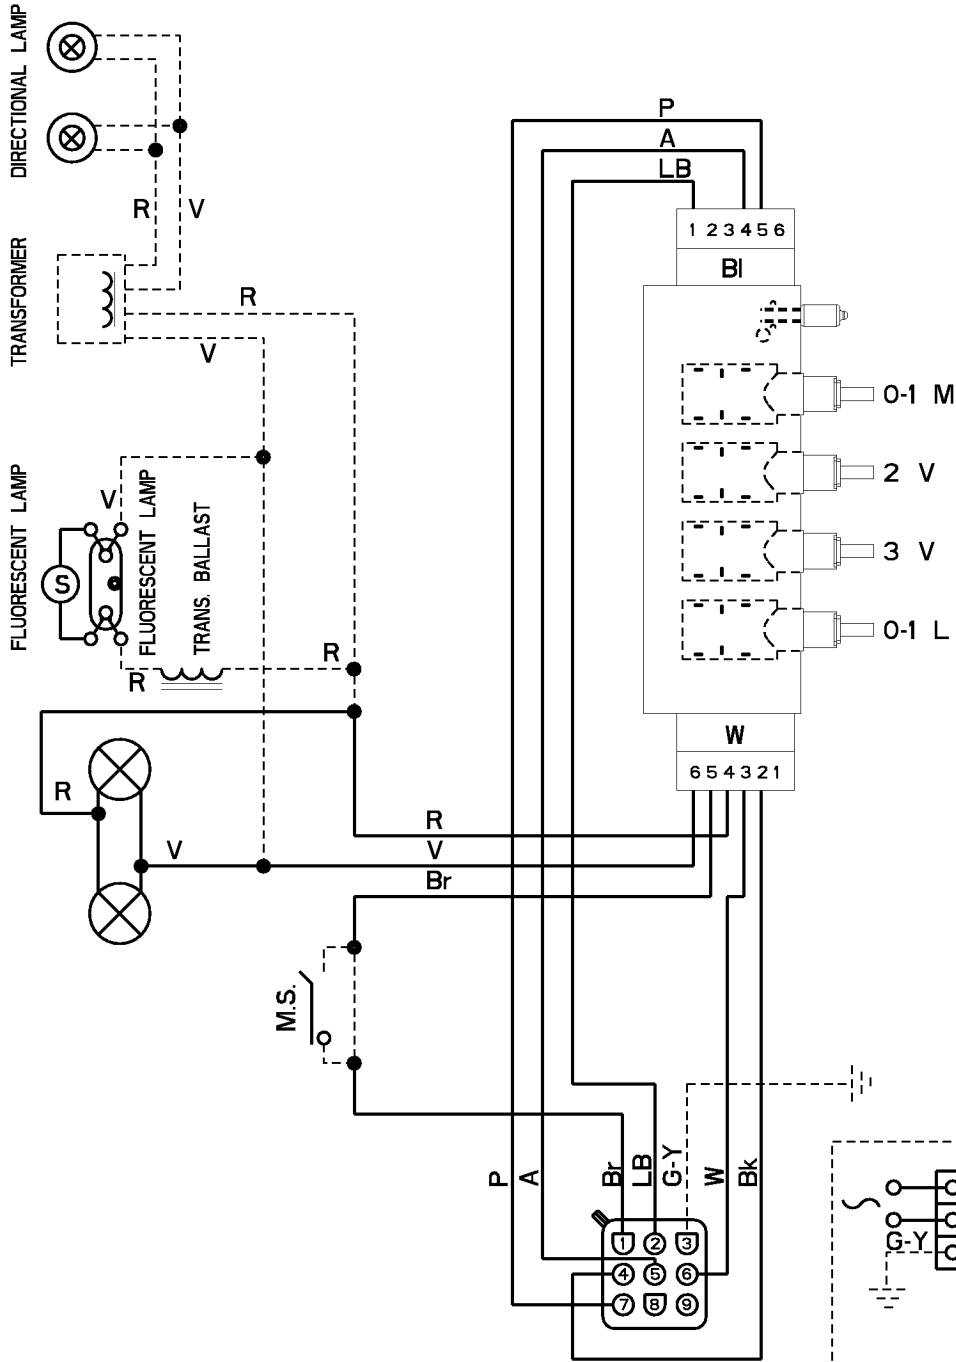 DIRECTIONAL LAMP
TRANSFORMER
FLUORESCENT LAMP
R
V
R
V
V
S
FLUORESCENT LAMP
TRANS. BALLAST
R
R
R
V
R
V
Br
M.S.
P
A
LB
1 2 3 4 5 6
Bl
0-1 M
2 V
3 V
0-1 L
W
6 5 4 3 2 1
P
A
Br
LB
G-Y
W
Bk
1 2 3
4 5 6
7 8 9
G-Y